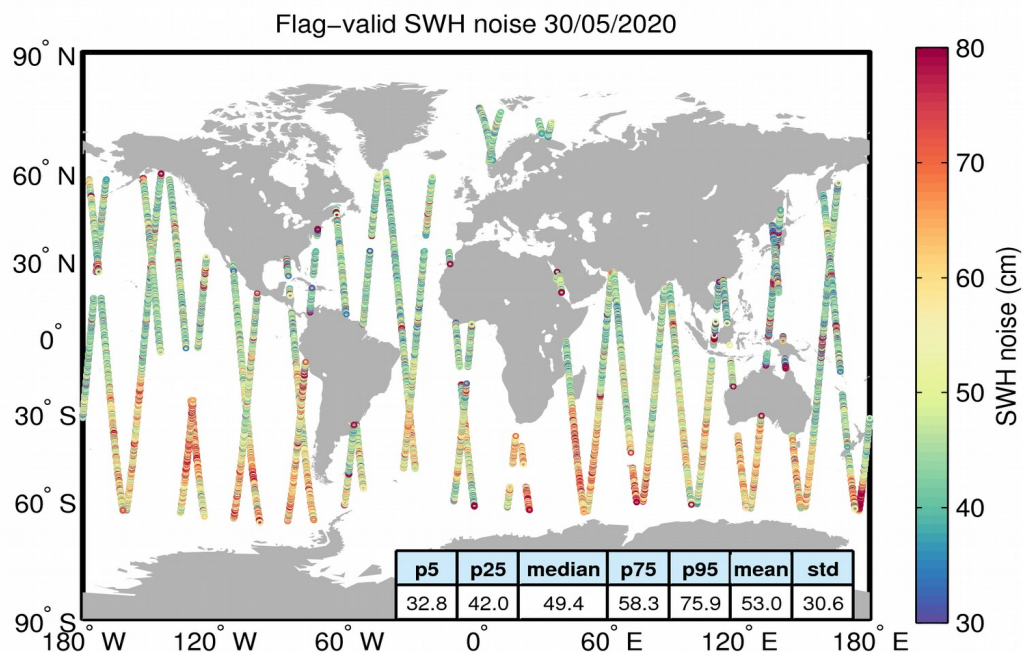 Flag–valid SWH noise 30/05/2020
90° N
60° N
30° N
0°
30° S
60° S
90° S
180° W 120° W 60° W 0° 60° E 120° E 180° E
p5 p25 median p75 p95 mean std
32.8 42.0 49.4 58.3 75.9 53.0 30.6
80
70
60
50
40
30
SWH noise (cm)